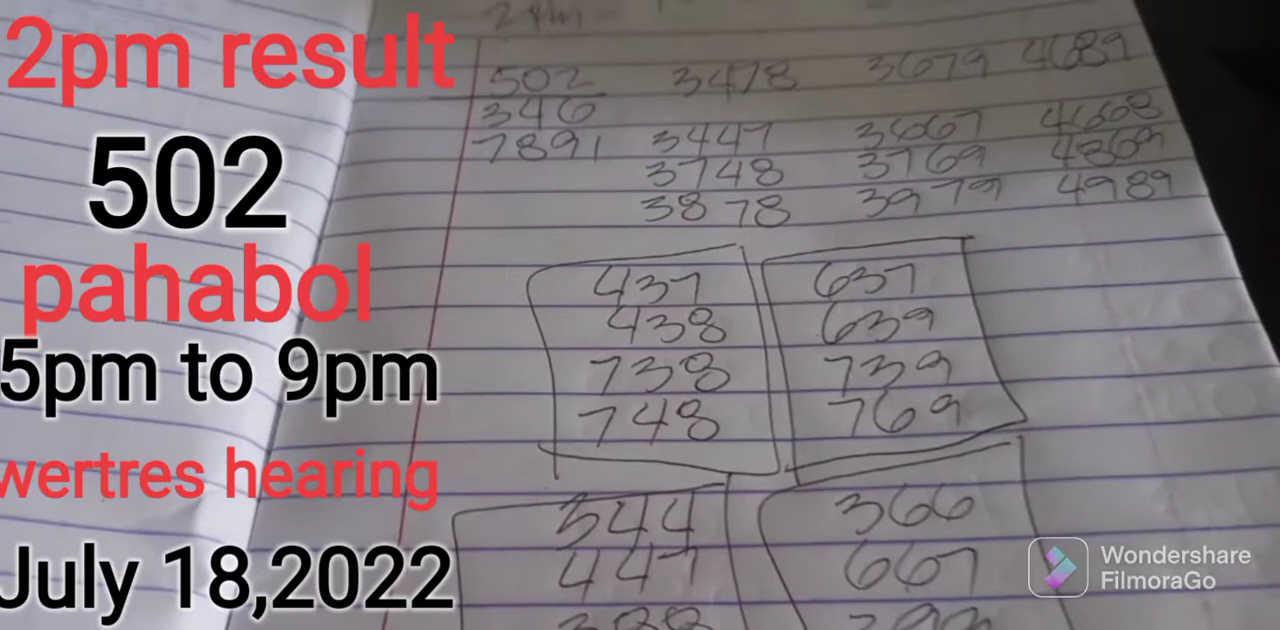 2pm result
502
pahabol
5pm to 9pm
wertres hearing
July 18,2022
502 3478 3679 4689
346
7891 3447 3667 4668
3748 3769 4869
3878 3979 4989
437 637
438 639
738 739
748 769
344 366
447 667
Wondershare
FilmoraGo